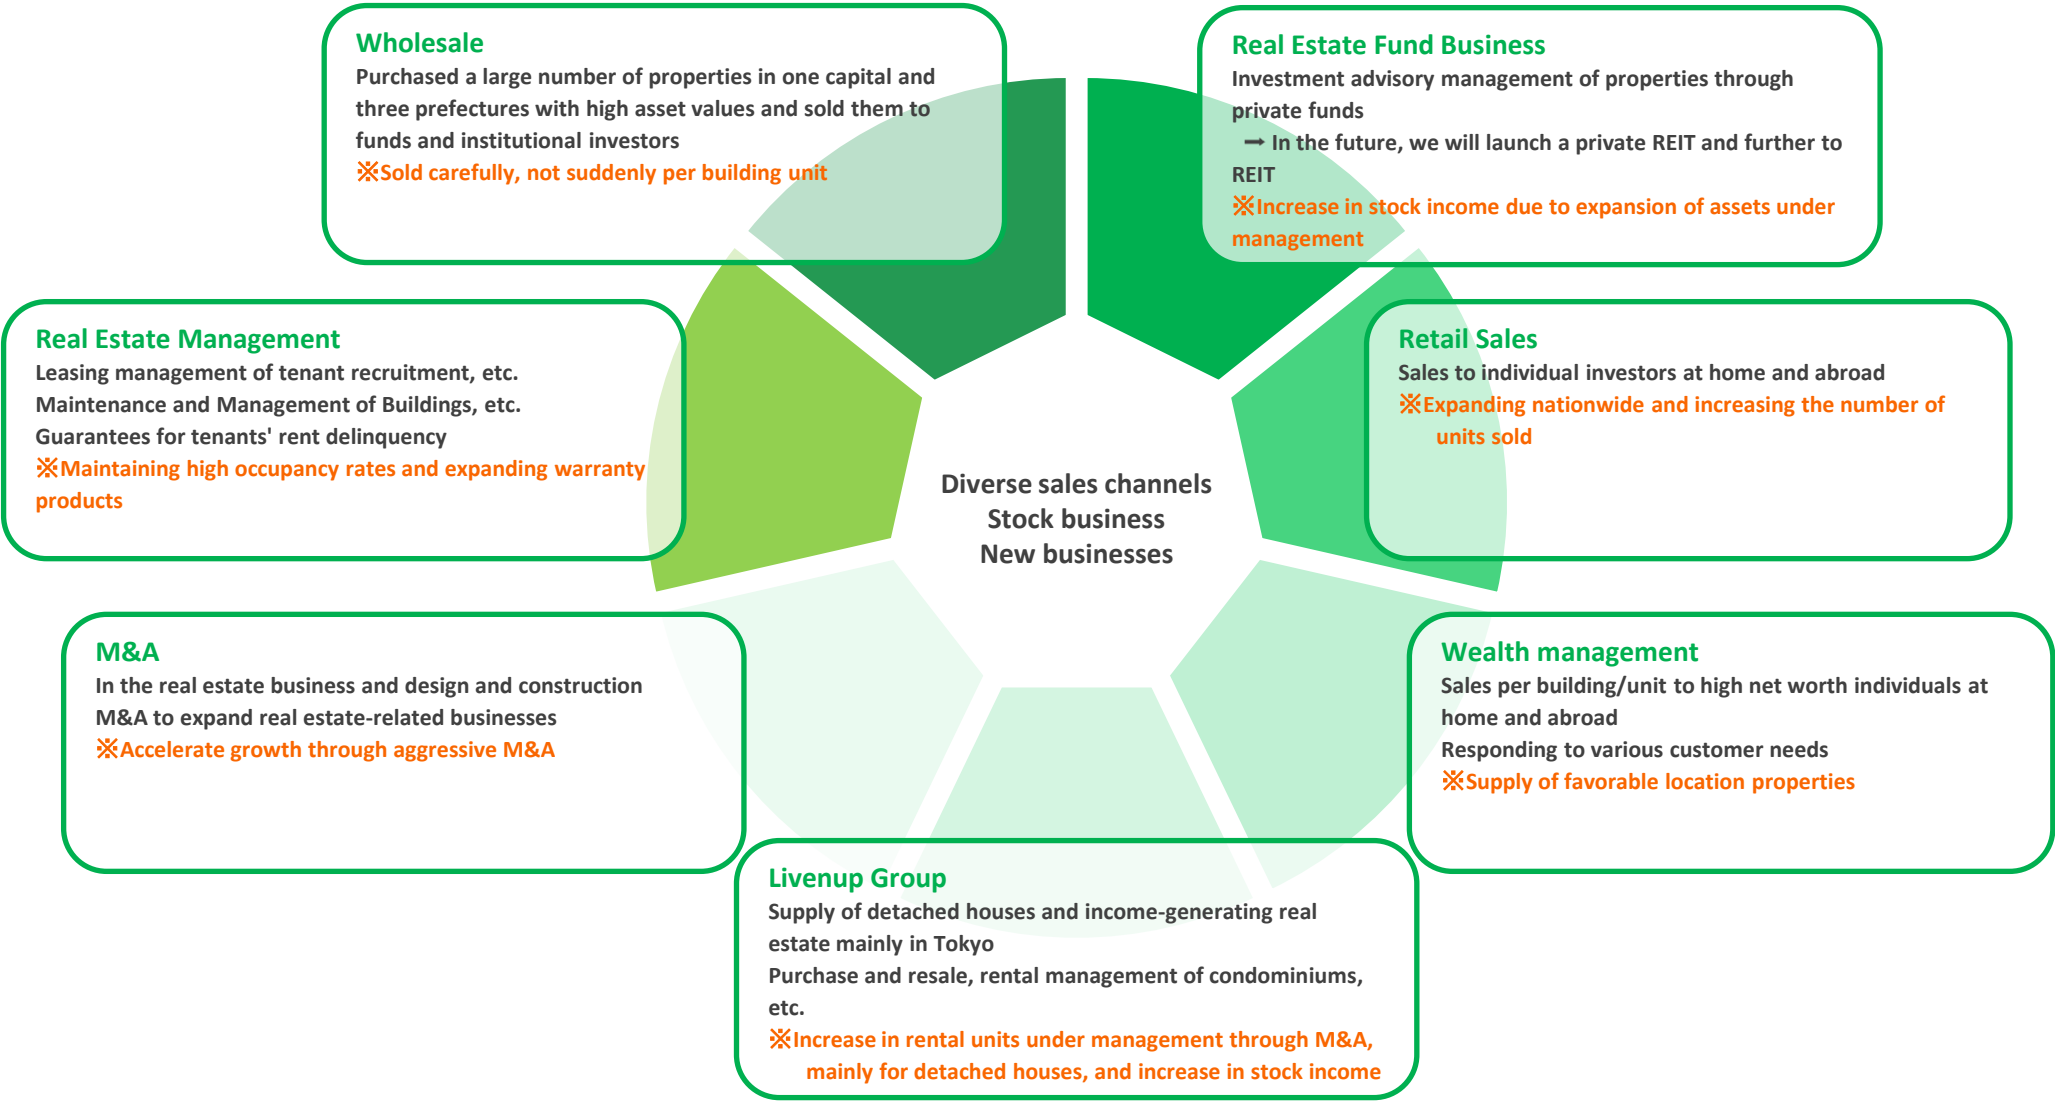 Wholesale
Purchased a large number of properties in one capital and
three prefectures with high asset values and sold them to
funds and institutional investors
※Sold carefully, not suddenly per building unit
Real Estate Fund Business
Investment advisory management of properties through
private funds
➡ In the future, we will launch a private REIT and further to
REIT
※Increase in stock income due to expansion of assets under
management
Real Estate Management
Leasing management of tenant recruitment, etc.
Maintenance and Management of Buildings, etc.
Guarantees for tenants' rent delinquency
※Maintaining high occupancy rates and expanding warranty
products
Retail Sales
Sales to individual investors at home and abroad
※Expanding nationwide and increasing the number of
units sold
Diverse sales channels
Stock business
New businesses
M&A
In the real estate business and design and construction
M&A to expand real estate-related businesses
※Accelerate growth through aggressive M&A
Wealth management
Sales per building/unit to high net worth individuals at
home and abroad
Responding to various customer needs
※Supply of favorable location properties
Livenup Group
Supply of detached houses and income-generating real
estate mainly in Tokyo
Purchase and resale, rental management of condominiums,
etc.
※Increase in rental units under management through M&A,
mainly for detached houses, and increase in stock income